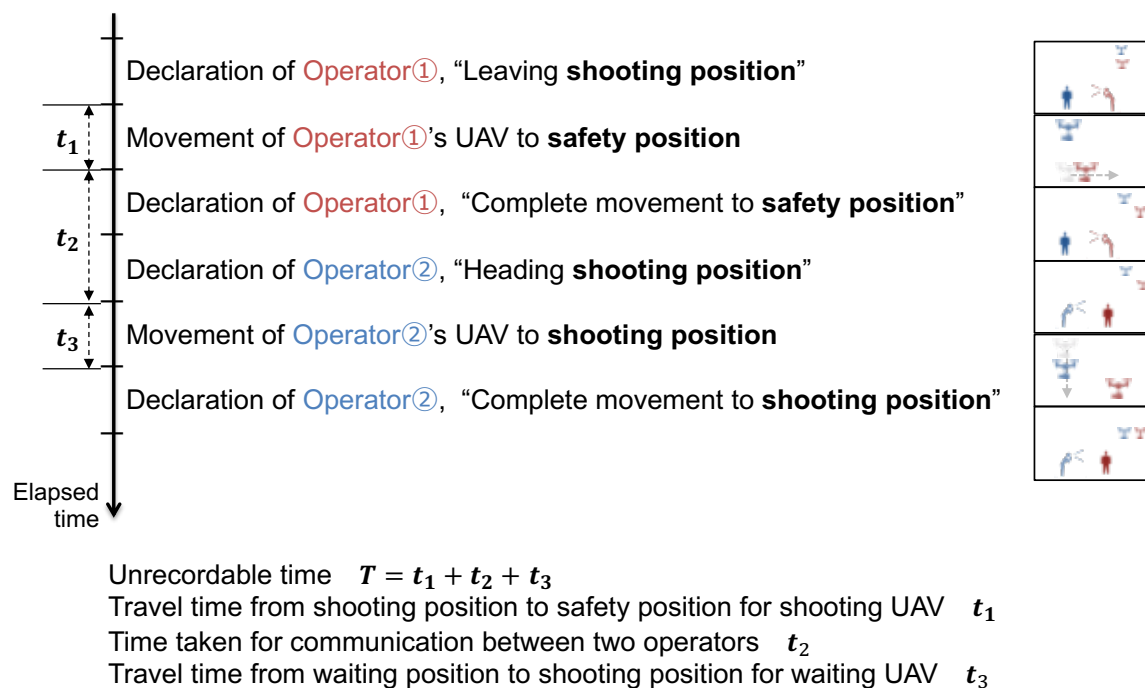 Declaration of Operator①, “Leaving shooting position”
t₁
Movement of Operator①’s UAV to safety position
Declaration of Operator①, “Complete movement to safety position”
t₂
Declaration of Operator②, “Heading shooting position”
t₃
Movement of Operator②’s UAV to shooting position
Declaration of Operator②, “Complete movement to shooting position”
Elapsed
time
Unrecordable time T = t₁ + t₂ + t₃
Travel time from shooting position to safety position for shooting UAV t₁
Time taken for communication between two operators t₂
Travel time from waiting position to shooting position for waiting UAV t₃